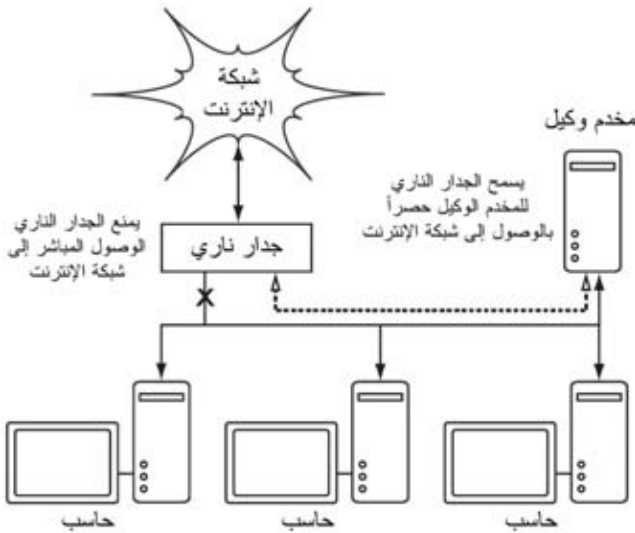 شبكة
الإنترنت
مخدم وكيل
يسمح الجدار الناري
للمخدم الوكيل حصراً
بالوصول إلى شبكة الإنترنت
يمنع الجدار الناري
الوصول المباشر إلى
شبكة الإنترنت
جدار ناري
حاسب
حاسب
حاسب